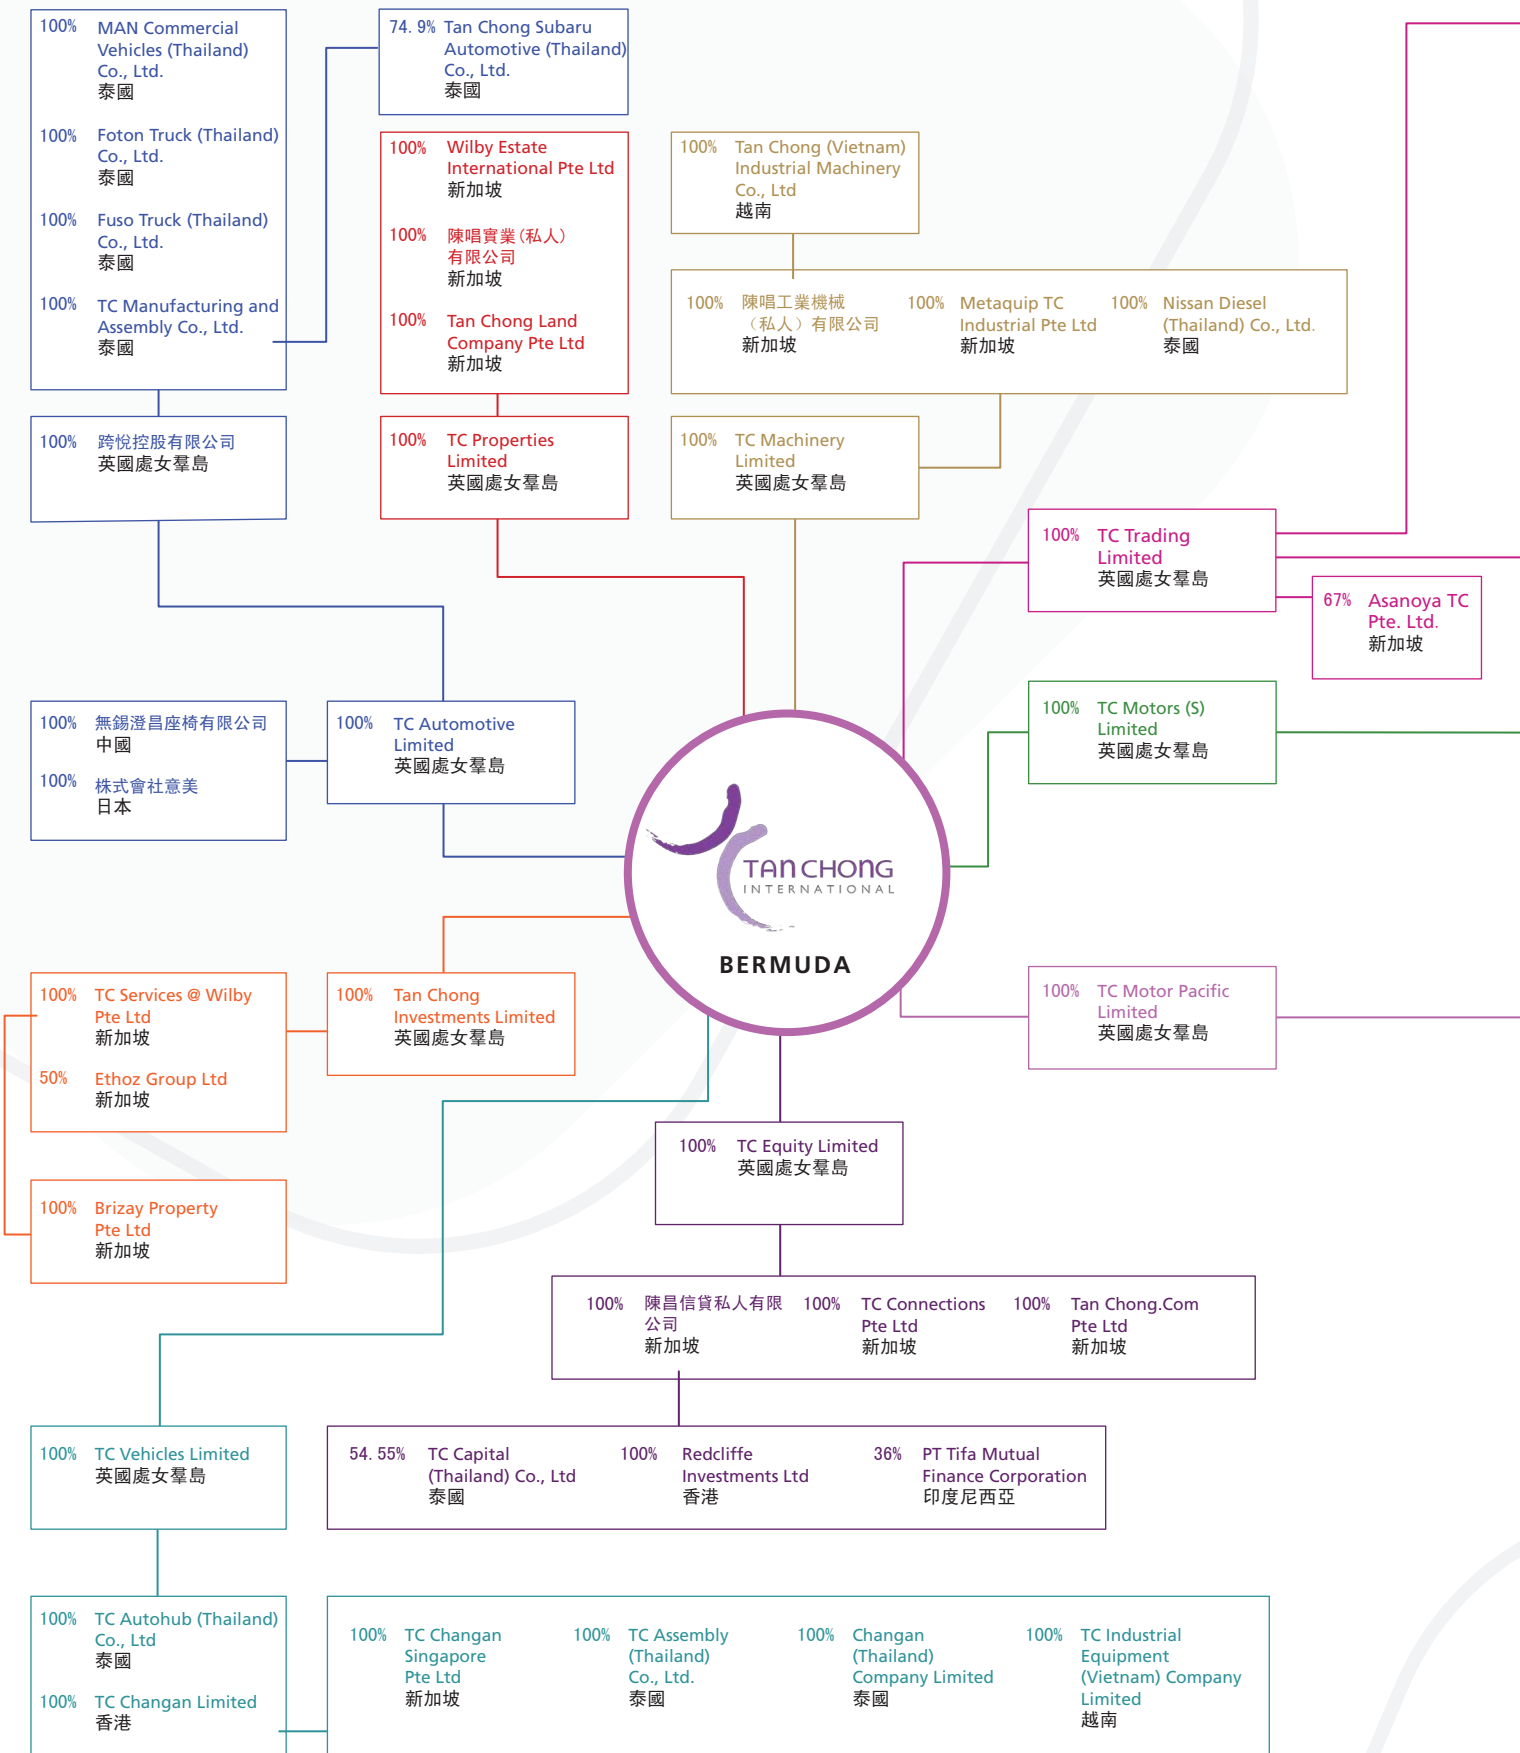 100% MAN Commercial
Vehicles (Thailand)
Co., Ltd.
泰國
100% Foton Truck (Thailand)
Co., Ltd.
泰國
100% Fuso Truck (Thailand)
Co., Ltd.
泰國
100% TC Manufacturing and
Assembly Co., Ltd.
泰國
74.9% Tan Chong Subaru
Automotive (Thailand)
Co., Ltd.
泰國
100% Wilby Estate
International Pte Ltd
新加坡
100% 陳唱實業(私人)
有限公司
新加坡
100% Tan Chong Land
Company Pte Ltd
新加坡
100% Tan Chong (Vietnam)
Industrial Machinery
Co., Ltd
越南
100% 陳唱工業機械
（私人）有限公司
新加坡
100% Metaquip TC
Industrial Pte Ltd
新加坡
100% Nissan Diesel
(Thailand) Co., Ltd.
泰國
100% 跨悅控股有限公司
英國處女羣島
100% TC Properties
Limited
英國處女羣島
100% TC Machinery
Limited
英國處女羣島
100% TC Trading
Limited
英國處女羣島
67% Asanoya TC
Pte. Ltd.
新加坡
100% 無錫澄昌座椅有限公司
中國
100% 株式會社意美
日本
100% TC Automotive
Limited
英國處女羣島
100% TC Motors (S)
Limited
英國處女羣島
TAN CHONG
INTERNATIONAL
BERMUDA
100% TC Services @ Wilby
Pte Ltd
新加坡
50% Ethoz Group Ltd
新加坡
100% Tan Chong
Investments Limited
英國處女羣島
100% TC Motor Pacific
Limited
英國處女羣島
100% Brizay Property
Pte Ltd
新加坡
100% TC Equity Limited
英國處女羣島
100% 陳昌信貸私人有限
公司
新加坡
100% TC Connections
Pte Ltd
新加坡
100% Tan Chong.Com
Pte Ltd
新加坡
100% TC Vehicles Limited
英國處女羣島
54.55% TC Capital
(Thailand) Co., Ltd
泰國
100% Redcliffe
Investments Ltd
香港
36% PT Tifa Mutual
Finance Corporation
印度尼西亞
100% TC Autohub (Thailand)
Co., Ltd
泰國
100% TC Changan Limited
香港
100% TC Changan
Singapore
Pte Ltd
新加坡
100% TC Assembly
(Thailand)
Co., Ltd.
泰國
100% Changan
(Thailand)
Company Limited
泰國
100% TC Industrial
Equipment
(Vietnam) Company
Limited
越南